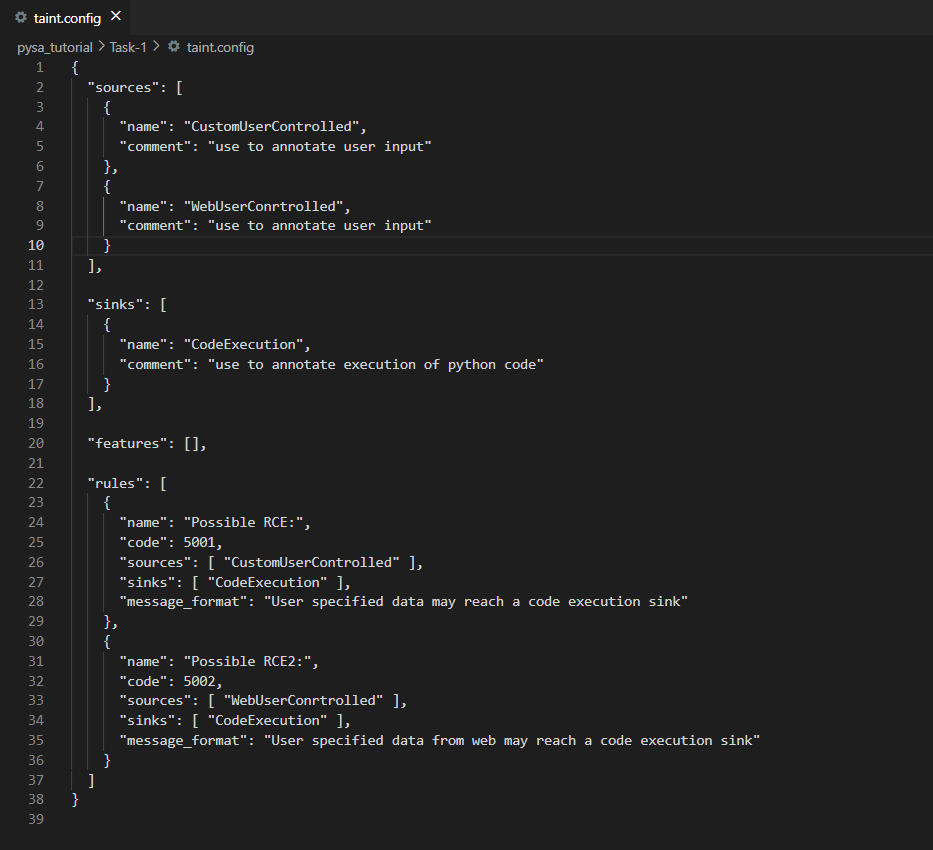 taint.config ×
pysa_tutorial > Task-1 > taint.config
1 {
2 "sources": [
3 {
4 "name": "CustomUserControlled",
5 "comment": "use to annotate user input"
6 },
7 {
8 "name": "WebUserConrtrolled",
9 "comment": "use to annotate user input"
10 }
11 ],
12
13 "sinks": [
14 {
15 "name": "CodeExecution",
16 "comment": "use to annotate execution of python code"
17 }
18 ],
19
20 "features": [],
21
22 "rules": [
23 {
24 "name": "Possible RCE:",
25 "code": 5001,
26 "sources": [ "CustomUserControlled" ],
27 "sinks": [ "CodeExecution" ],
28 "message_format": "User specified data may reach a code execution sink"
29 },
30 {
31 "name": "Possible RCE2:",
32 "code": 5002,
33 "sources": [ "WebUserConrtrolled" ],
34 "sinks": [ "CodeExecution" ],
35 "message_format": "User specified data from web may reach a code execution sink"
36 }
37 ]
38 }
39